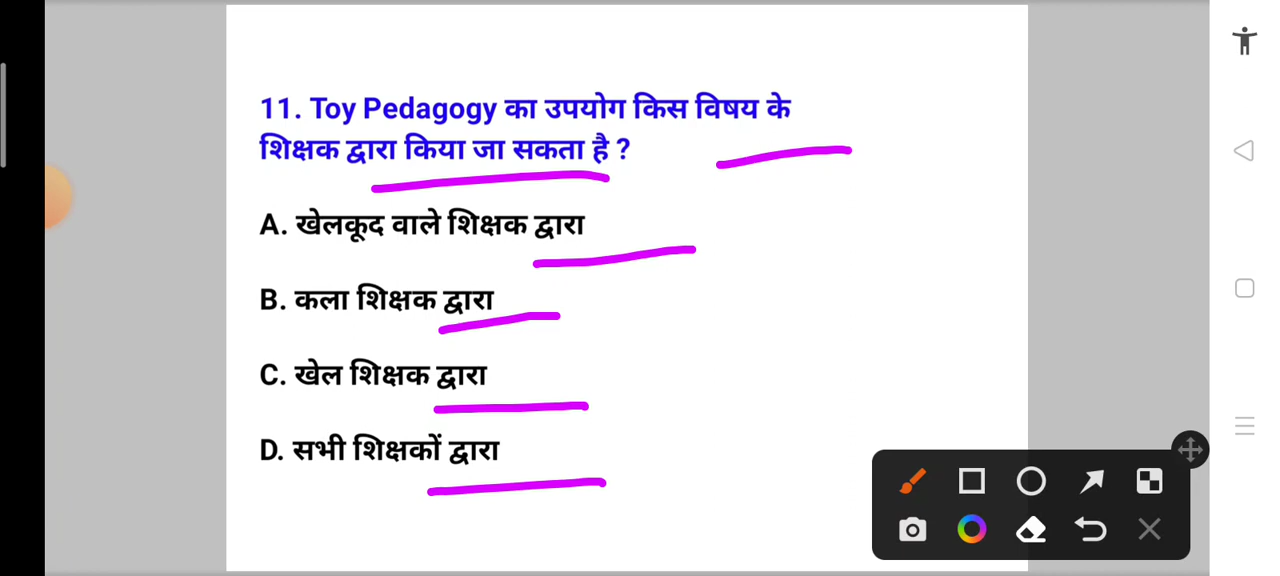 11. Toy Pedagogy का उपयोग किस विषय के
शिक्षक द्वारा किया जा सकता है ?
A. खेलकूद वाले शिक्षक द्वारा
B. कला शिक्षक द्वारा
C. खेल शिक्षक द्वारा
D. सभी शिक्षकों द्वारा